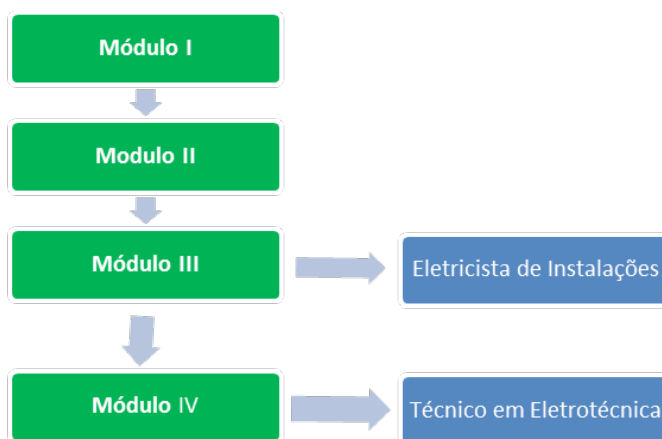 Módulo I
Modulo II
Módulo III
Eletricista de Instalações
Módulo IV
Técnico em Eletrotécnica